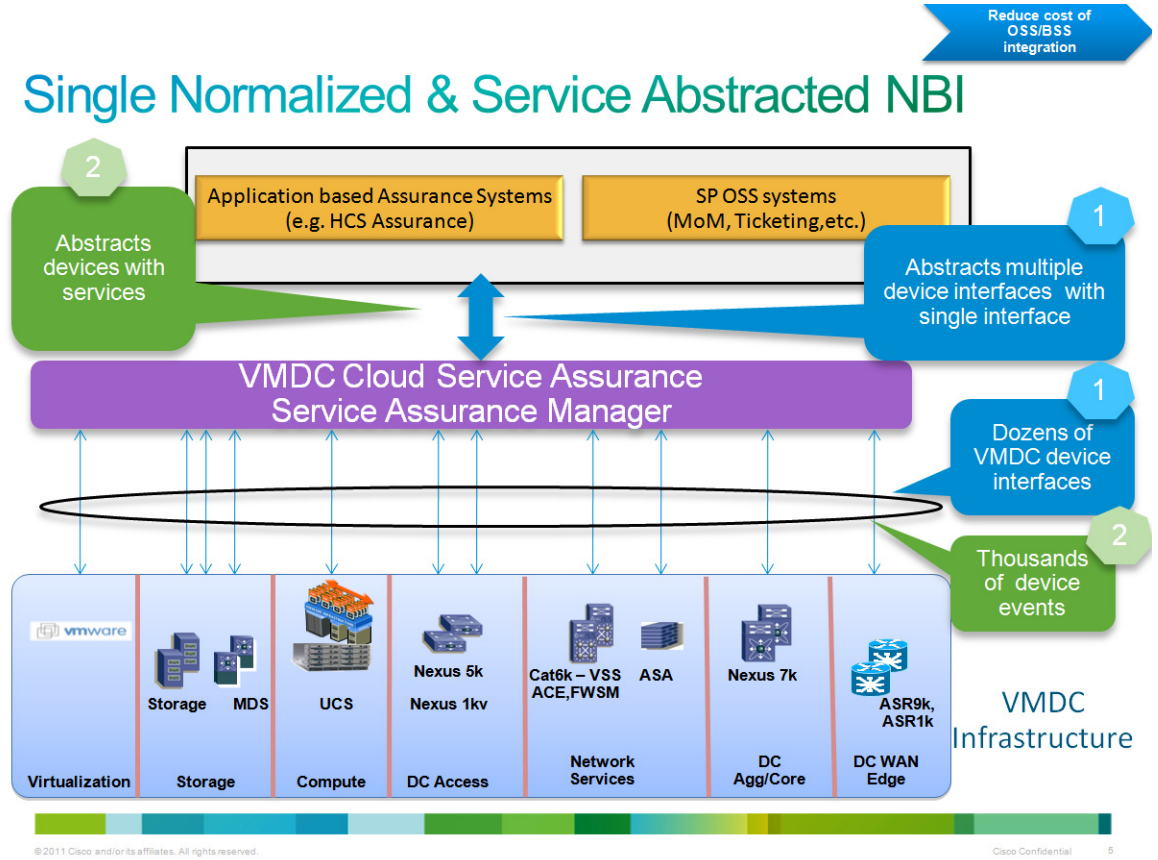 Reduce cost of
OSS/BSS
integration
Single Normalized & Service Abstracted NBI
2
Abstracts
devices with
services
Application based Assurance Systems
(e.g. HCS Assurance)
SP OSS systems
(MoM, Ticketing,etc.)
1
Abstracts multiple
device interfaces with
single interface
VMDC Cloud Service Assurance
Service Assurance Manager
1
Dozens of
VMDC device
interfaces
2
Thousands
of device
events
vmware
Storage
MDS
UCS
Nexus 5k
Nexus 1kv
Cat6k – VSS
ACE,FWSM
ASA
Nexus 7k
ASR9k,
ASR1k
Virtualization
Storage
Compute
DC Access
Network
Services
DC
Agg/Core
DC WAN
Edge
VMDC
Infrastructure
© 2011 Cisco and/or its affiliates. All rights reserved.
Cisco Confidential
5